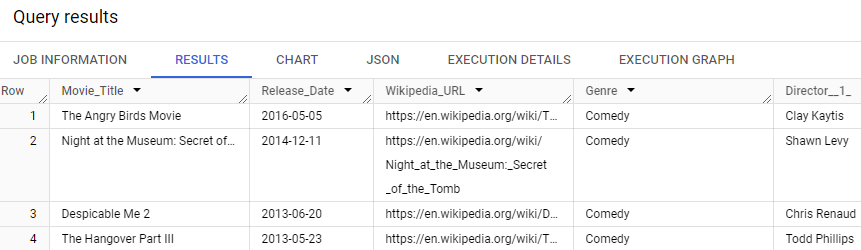 Query results
JOB INFORMATION RESULTS CHART JSON EXECUTION DETAILS EXECUTION GRAPH
Row Movie_Title Release_Date Wikipedia_URL Genre Director__1_
1 The Angry Birds Movie 2016-05-05 https://en.wikipedia.org/wiki/T... Comedy Clay Kaytis
2 Night at the Museum: Secret of... 2014-12-11 https://en.wikipedia.org/wiki/ Comedy Shawn Levy
Night_at_the_Museum:_Secret
_of_the_Tomb
3 Despicable Me 2 2013-06-20 https://en.wikipedia.org/wiki/D... Comedy Chris Renaud
4 The Hangover Part III 2013-05-23 https://en.wikipedia.org/wiki/T... Comedy Todd Phillips